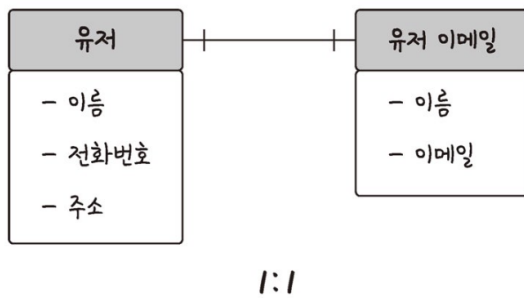 유저
- 이름
- 전화번호
- 주소
유저 이메일
- 이름
- 이메일
1:1